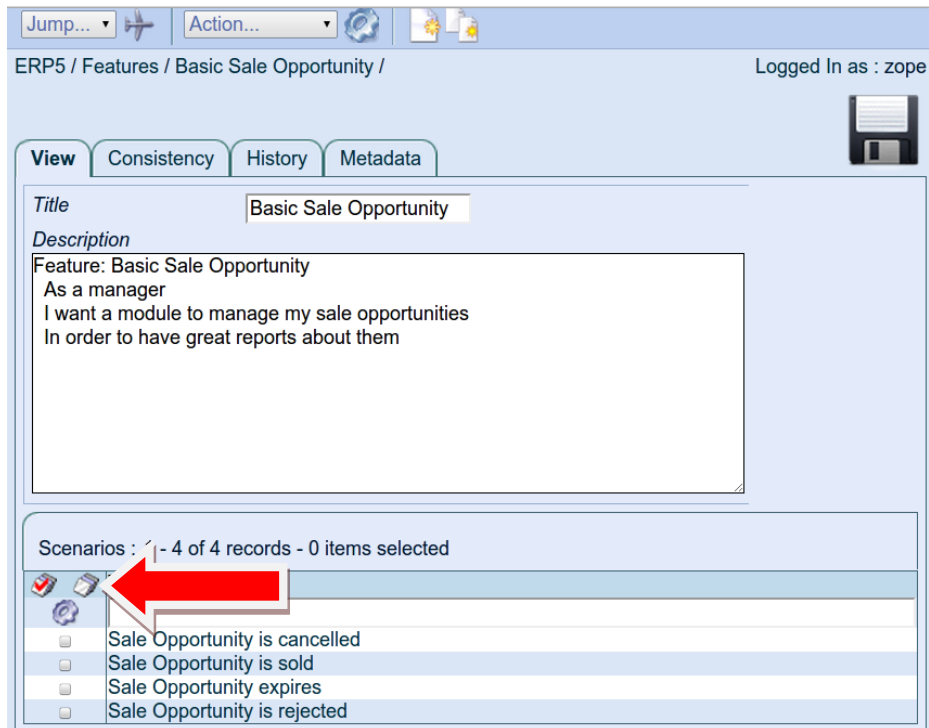 Jump... Action...
ERP5 / Features / Basic Sale Opportunity / Logged In as : zope
View Consistency History Metadata
Title Basic Sale Opportunity
Description
Feature: Basic Sale Opportunity
As a manager
I want a module to manage my sale opportunities
In order to have great reports about them
Scenarios : - 4 of 4 records - 0 items selected
Sale Opportunity is cancelled
Sale Opportunity is sold
Sale Opportunity expires
Sale Opportunity is rejected